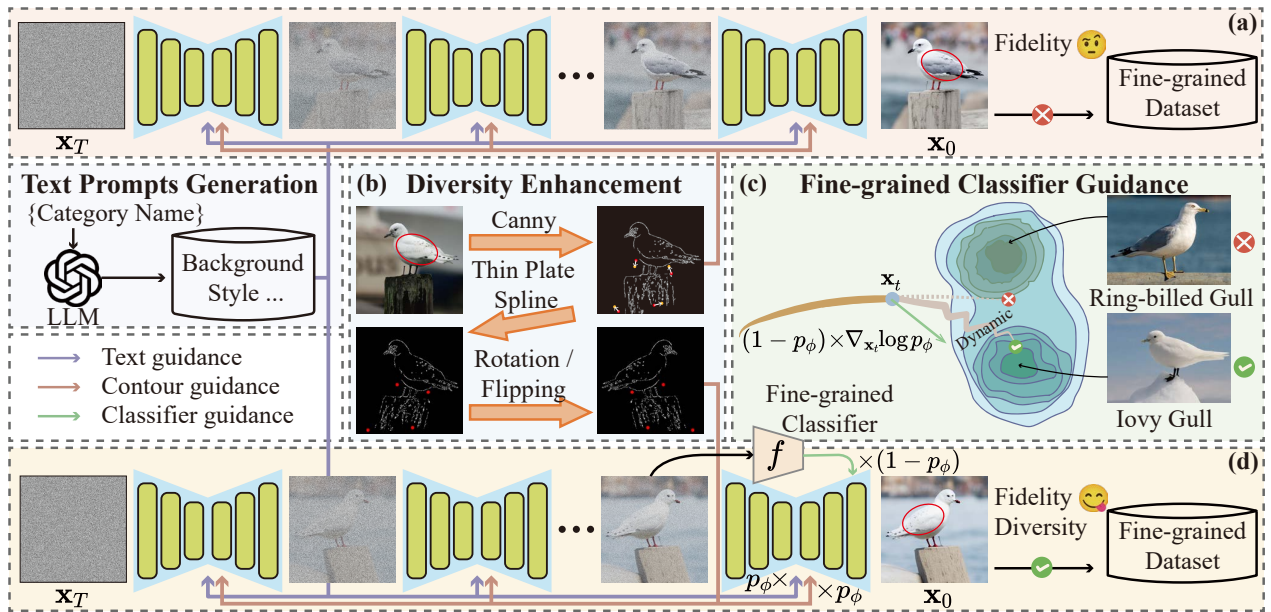 (a)
Fidelity
Fine-grained
Dataset
x_T
x_0
Text Prompts Generation
{Category Name}
LLM
Background
Style ...
Text guidance
Contour guidance
Classifier guidance
(b) Diversity Enhancement
Canny
Thin Plate
Spline
Rotation /
Flipping
(c) Fine-grained Classifier Guidance
x_t
(1 − p_ϕ) × ∇_{x_t} log p_ϕ
Dynamic
Ring-billed Gull
Iovy Gull
Fine-grained
Classifier
f
×(1 − p_ϕ)
(d)
Fidelity
Diversity
Fine-grained
Dataset
p_ϕ×
×p_ϕ
x_T
x_0